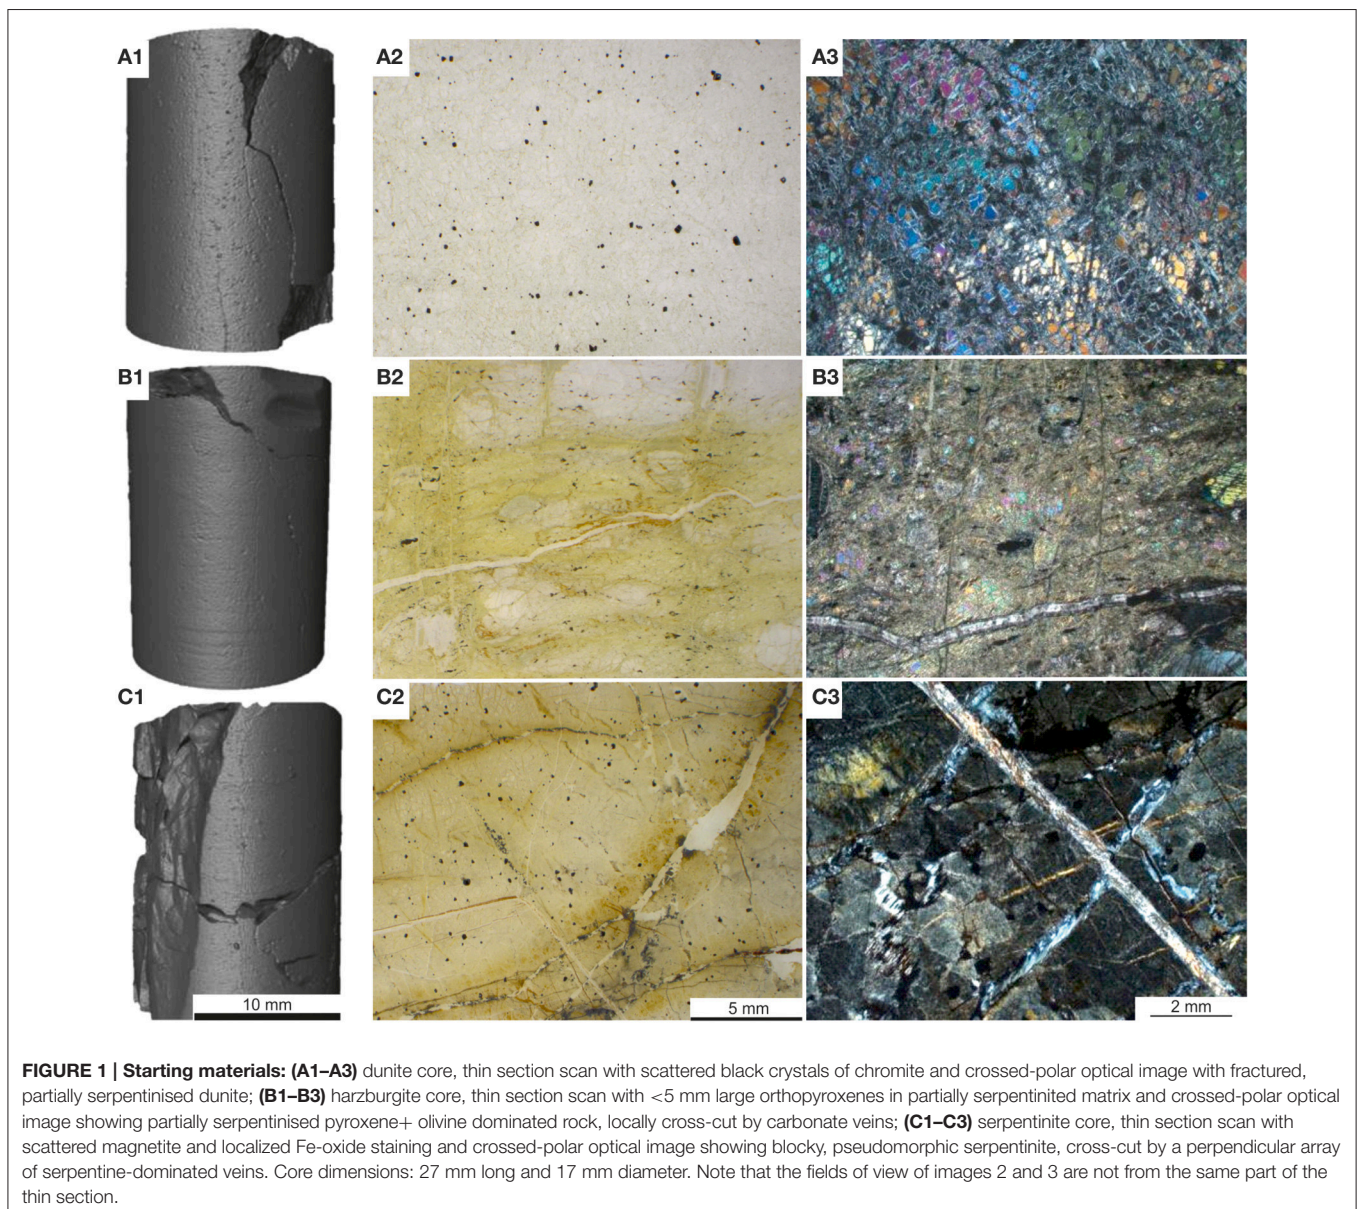 A1
A2
A3
B1
B2
B3
C1
C2
C3
10 mm
5 mm
2 mm
FIGURE 1 | Starting materials: (A1–A3) dunite core, thin section scan with scattered black crystals of chromite and crossed-polar optical image with fractured,
partially serpentinised dunite; (B1–B3) harzburgite core, thin section scan with <5 mm large orthopyroxenes in partially serpentinited matrix and crossed-polar optical
image showing partially serpentinised pyroxene+ olivine dominated rock, locally cross-cut by carbonate veins; (C1–C3) serpentinite core, thin section scan with
scattered magnetite and localized Fe-oxide staining and crossed-polar optical image showing blocky, pseudomorphic serpentinite, cross-cut by a perpendicular array
of serpentine-dominated veins. Core dimensions: 27 mm long and 17 mm diameter. Note that the fields of view of images 2 and 3 are not from the same part of the
thin section.